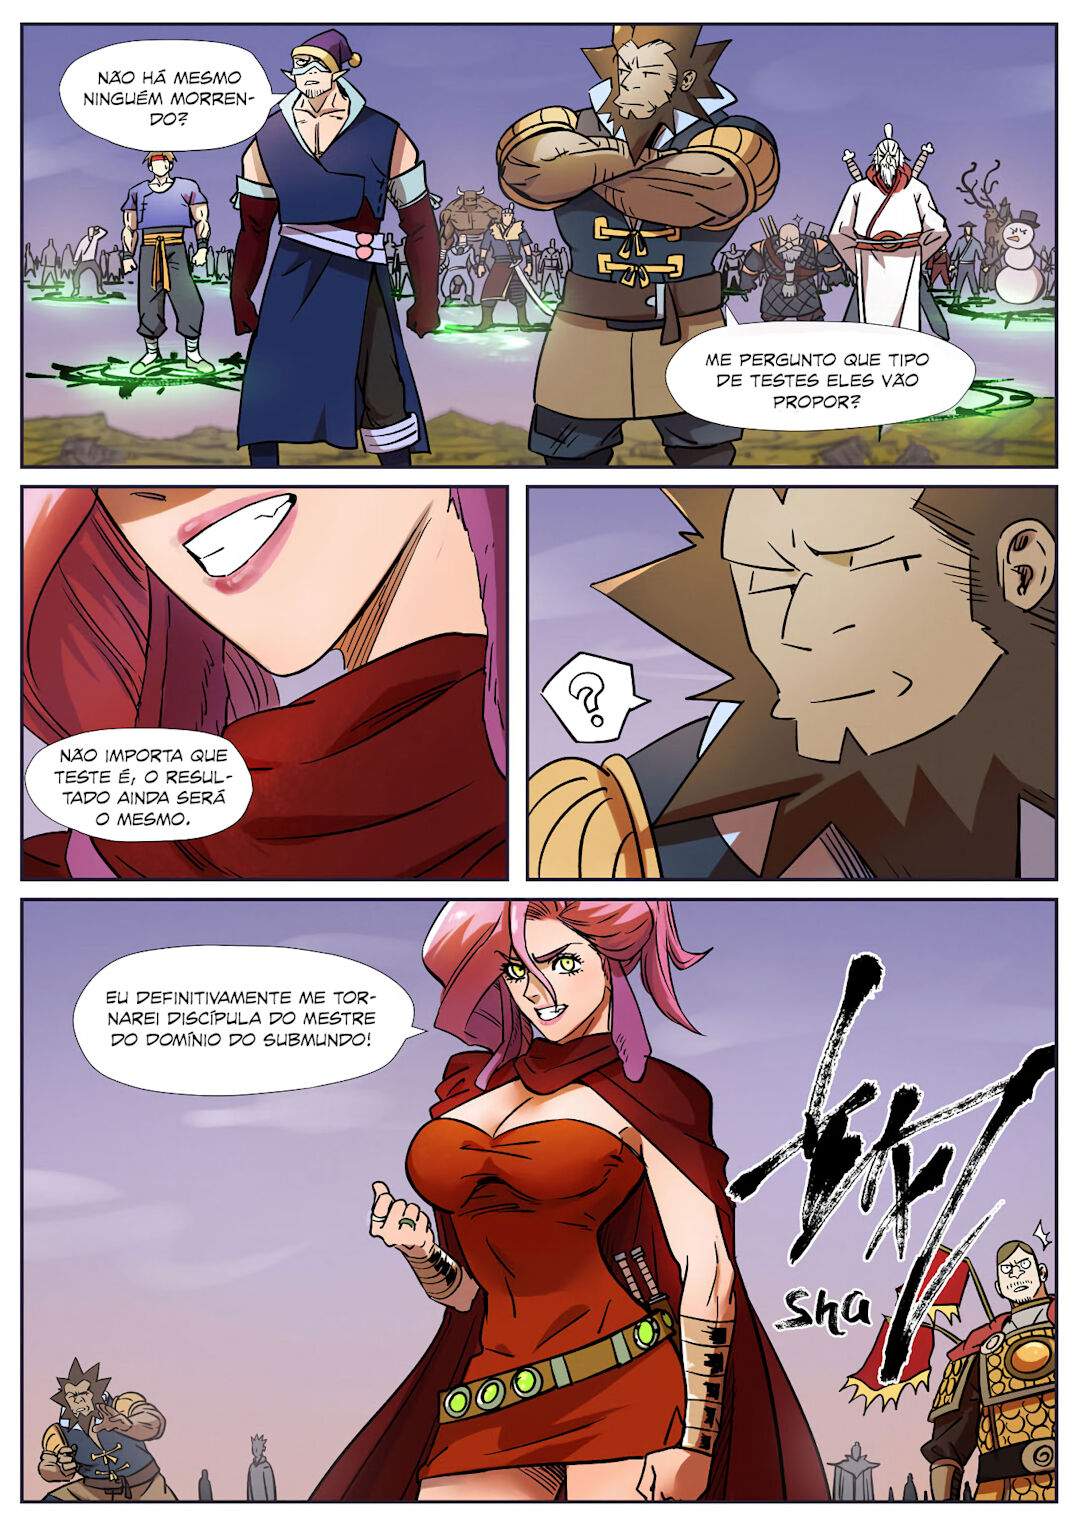 NÃO HÁ MESMO
NINGUÉM MORREN-
DO?
ME PERGUNTO QUE TIPO
DE TESTES ELES VÃO
PROPOR?
NÃO IMPORTA QUE
TESTE É, O RESUL-
TADO AINDA SERÁ
O MESMO.
?
EU DEFINITIVAMENTE ME TOR-
NAREI DISCÍPULA DO MESTRE
DO DOMÍNIO DO SUBMUNDO!
sha